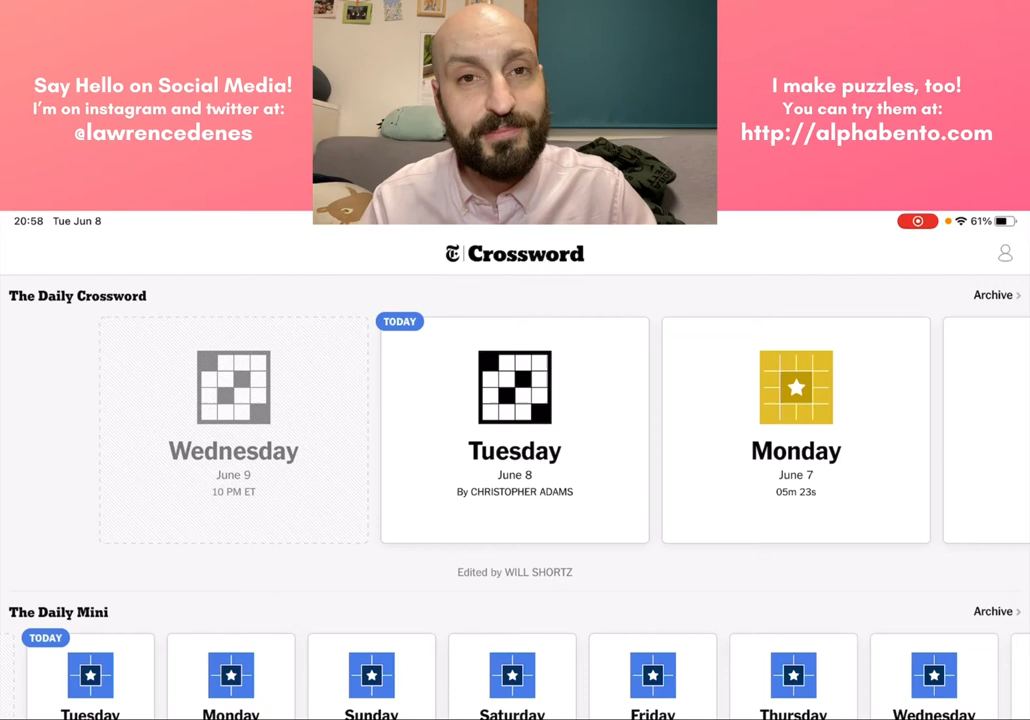 Say Hello on Social Media!
I'm on instagram and twitter at:
@lawrencedenes
I make puzzles, too!
You can try them at:
http://alphabento.com
20:58 Tue Jun 8
61%
T Crossword
The Daily Crossword
Archive >
TODAY
Wednesday
June 9
10 PM ET
Tuesday
June 8
By CHRISTOPHER ADAMS
Monday
June 7
05m 23s
Edited by WILL SHORTZ
The Daily Mini
Archive >
TODAY
Tuesday
Monday
Sunday
Saturday
Friday
Thursday
Wednesday